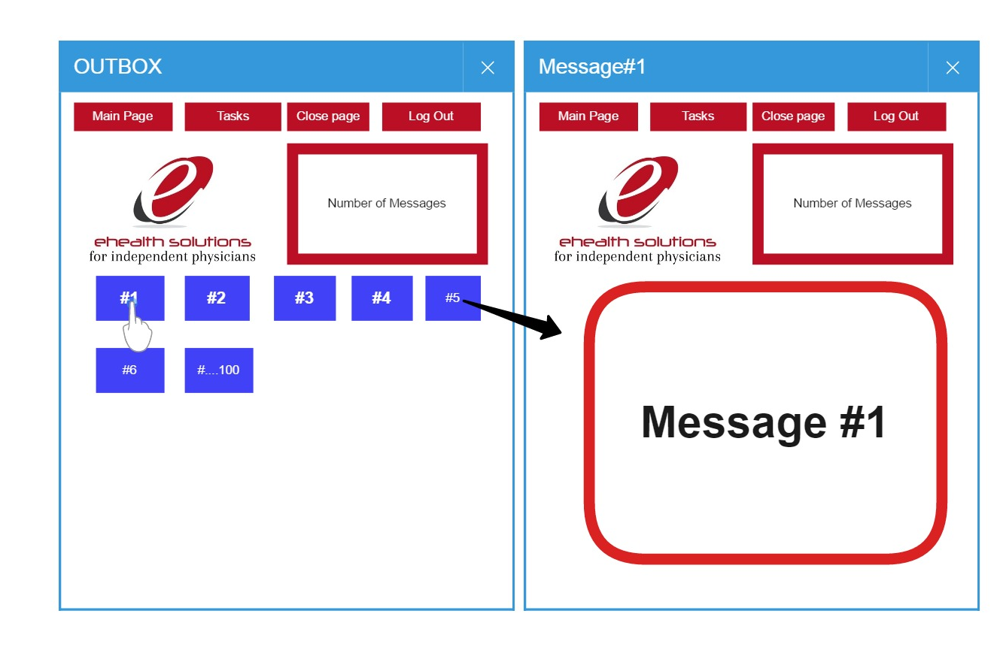 OUTBOX
Main Page Tasks Close page Log Out
Number of Messages
ehealth solutions
for independent physicians
#1 #2 #3 #4 #5
#6 #....100
Message#1
Main Page Tasks Close page Log Out
Number of Messages
ehealth solutions
for independent physicians
Message #1